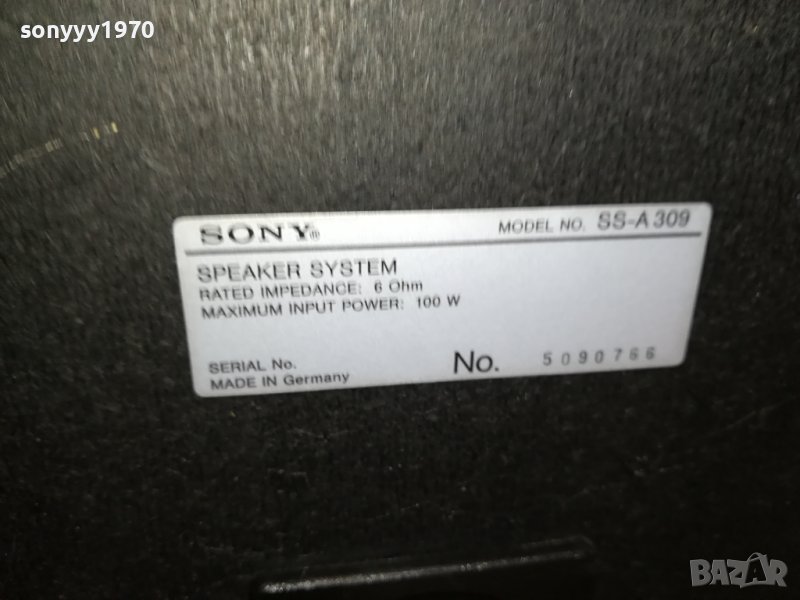 sonyyy1970
SONY® MODEL NO. SS-A309
SPEAKER SYSTEM
RATED IMPEDANCE: 6 Ohm
MAXIMUM INPUT POWER: 100 W
SERIAL No. No. 5090766
MADE IN Germany
BAZAR